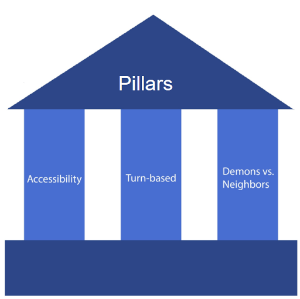 Pillars
Accessibility
Turn-based
Demons vs.
Neighbors